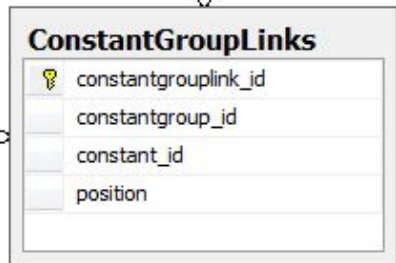 ConstantGroupLinks
constantgrouplink_id
constantgroup_id
constant_id
position